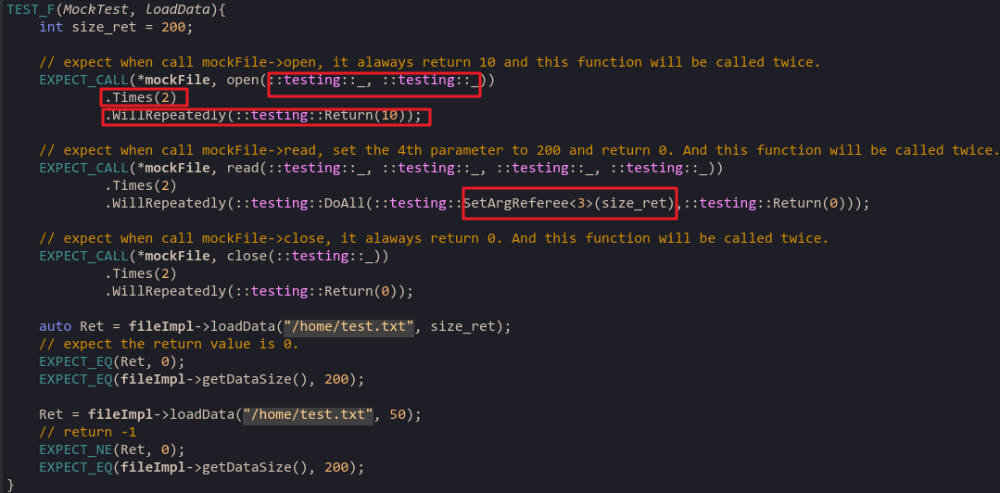 TEST_F(MockTest, loadData){
int size_ret = 200;
// expect when call mockFile->open, it alaways return 10 and this function will be called twice.
EXPECT_CALL(*mockFile, open(::testing::_, ::testing::_))
.Times(2)
.WillRepeatedly(::testing::Return(10));
// expect when call mockFile->read, set the 4th parameter to 200 and return 0. And this function will be called twice.
EXPECT_CALL(*mockFile, read(::testing::_, ::testing::_, ::testing::_, ::testing::_))
.Times(2)
.WillRepeatedly(::testing::DoAll(::testing::SetArgReferee<3>(size_ret),::testing::Return(0)));
// expect when call mockFile->close, it alaways return 0. And this function will be called twice.
EXPECT_CALL(*mockFile, close(::testing::_))
.Times(2)
.WillRepeatedly(::testing::Return(0));
auto Ret = fileImpl->loadData("/home/test.txt", size_ret);
// expect the return value is 0.
EXPECT_EQ(Ret, 0);
EXPECT_EQ(fileImpl->getDataSize(), 200);
Ret = fileImpl->loadData("/home/test.txt", 50);
// return -1
EXPECT_NE(Ret, 0);
EXPECT_EQ(fileImpl->getDataSize(), 200);
}